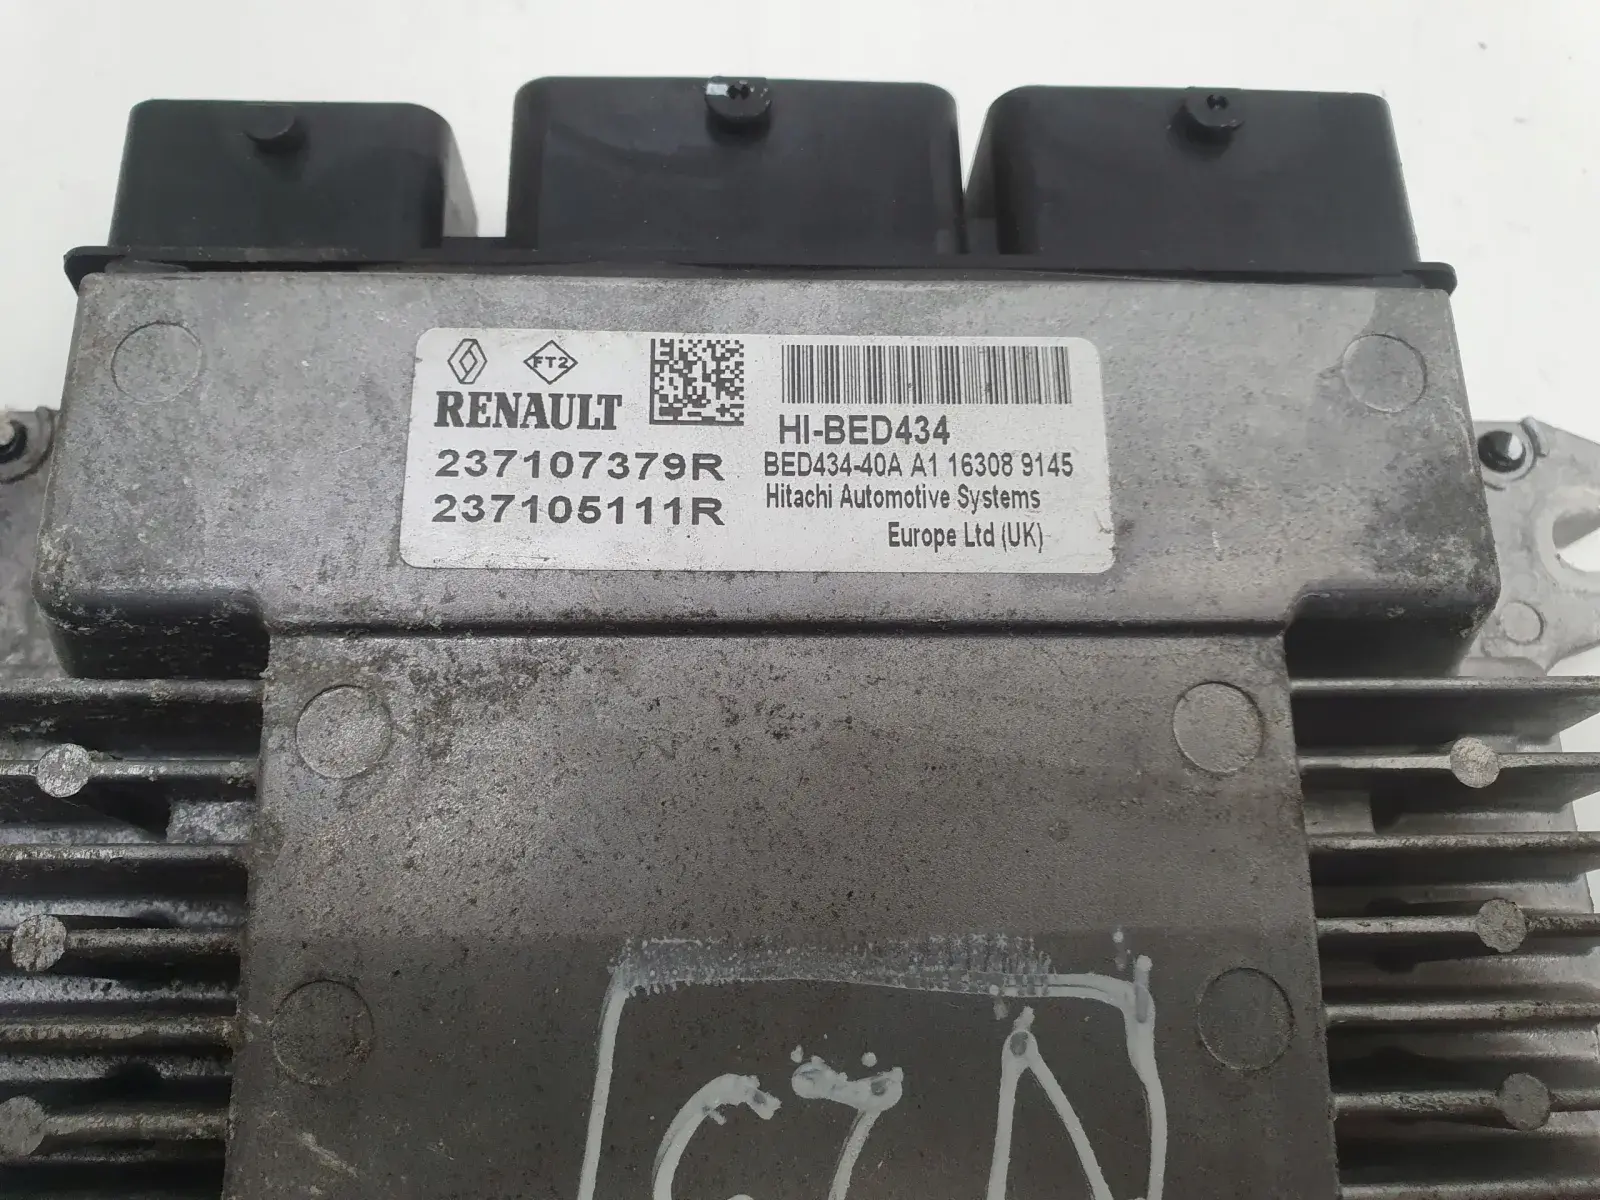 FT2
RENAULT
237107379R
237105111R
HI-BED434
BED434-40A A1 16308 9145
Hitachi Automotive Systems
Europe Ltd (UK)